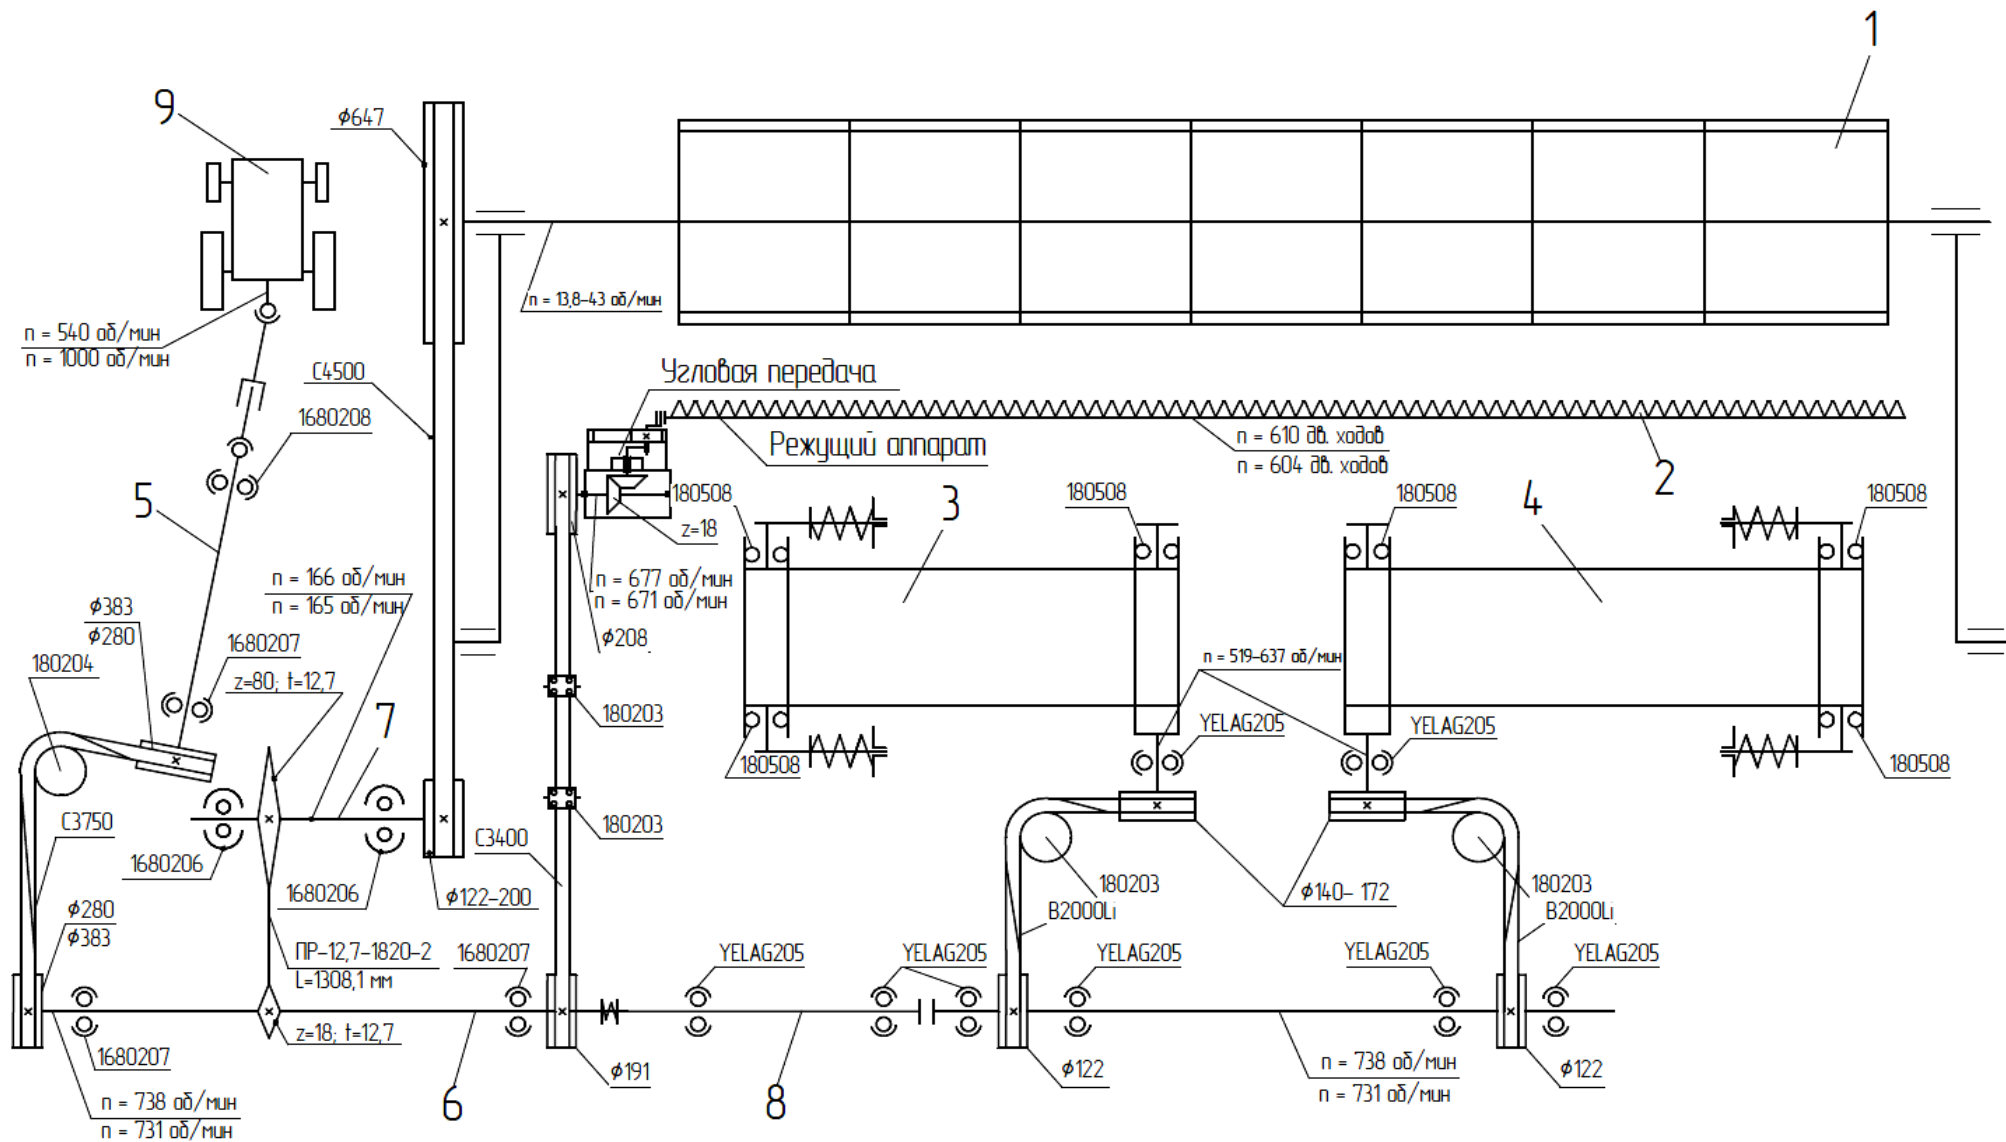 1
9
ϕ647
n = 13,8-43 об/мин
n = 540 об/мин
n = 1000 об/мин
C4500
1680208
Угловая передача
Режущий аппарат
n = 610 дв. ходов
n = 604 дв. ходов
2
5
180508
3
180508
180508
4
180508
z=18
n = 166 об/мин
n = 165 об/мин
n = 677 об/мин
n = 671 об/мин
ϕ383
ϕ280
1680207
ϕ208
180204
z=80; t=12,7
n = 519-637 об/мин
7
180203
YELAG205
YELAG205
180508
180508
C3750
180203
C3400
1680206
1680206
ϕ122-200
180203
B2000Li
ϕ140- 172
180203
B2000Li
ϕ280
ϕ383
ПР-12,7-1820-2
L=1308,1 мм
1680207
YELAG205
YELAG205
YELAG205
YELAG205
YELAG205
z=18; t=12,7
1680207
ϕ191
ϕ122
n = 738 об/мин
n = 731 об/мин
ϕ122
n = 738 об/мин
n = 731 об/мин
6
8